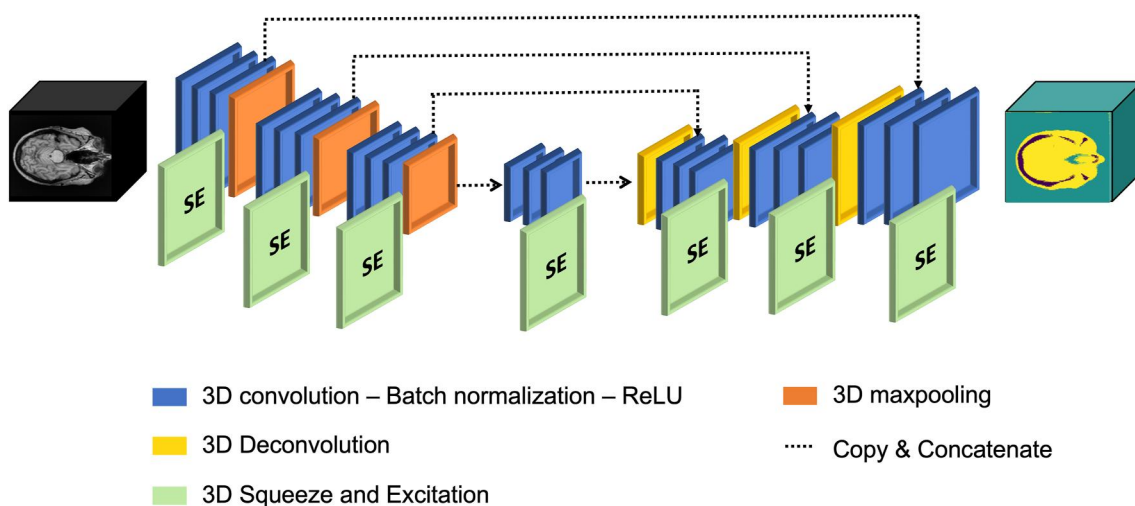 SE
SE
SE
SE
SE
SE
SE
3D convolution – Batch normalization – ReLU
3D maxpooling
3D Deconvolution
Copy & Concatenate
3D Squeeze and Excitation